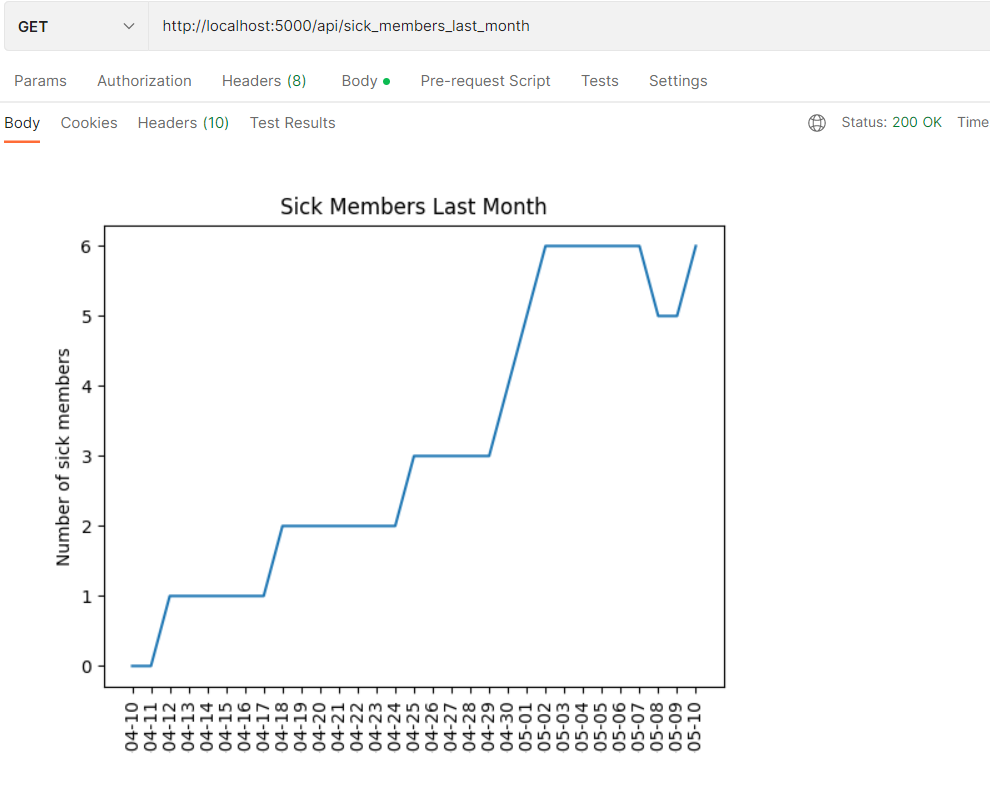 GET http://localhost:5000/api/sick_members_last_month
Params Authorization Headers (8) Body Pre-request Script Tests Settings
Body Cookies Headers (10) Test Results Status: 200 OK Time
Sick Members Last Month
Number of sick members
6
5
4
3
2
1
0
04-10 04-11 04-12 04-13 04-14 04-15 04-16 04-17 04-18 04-19 04-20 04-21 04-22 04-23 04-24 04-25 04-26 04-27 04-28 04-29 04-30 05-01 05-02 05-03 05-04 05-05 05-06 05-07 05-08 05-09 05-10